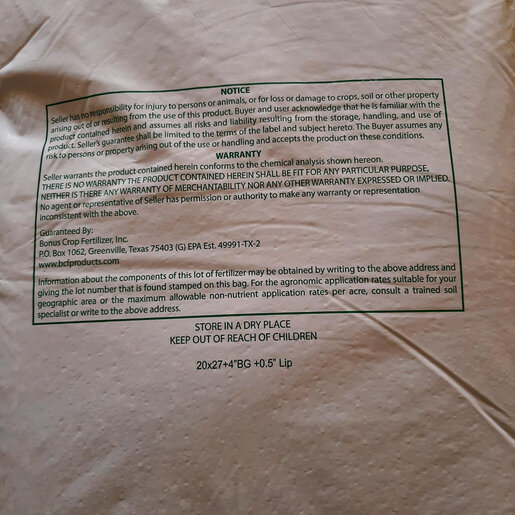 NOTICE
Seller has no responsibility for injury to persons or animals, or for loss or damage to crops, soil or other property
arising out of or resulting from the use of this product. Buyer and user acknowledge that he is familiar with the
product contained herein and assumes all risks and liability resulting from the storage, handling, and use of
product. Seller's guarantee shall be limited to the terms of the label and subject hereto. The Buyer assumes any
risk to persons or property arising out of the use or handling and accepts the product on these conditions.
WARRANTY
Seller warrants the product contained herein conforms to the chemical analysis shown hereon.
THERE IS NO WARRANTY THE PRODUCT CONTAINED HEREIN SHALL BE FIT FOR ANY PARTICULAR PURPOSE,
NEITHER IS THERE ANY WARRANTY OF MERCHANTABILITY NOR ANY OTHER WARRANTY EXPRESSED OR IMPLIED.
No agent or representative of Seller has permission or authority to make any warranty or representation
inconsistent with the above.
Guaranteed By:
Bonus Crop Fertilizer, Inc.
P.O. Box 1062, Greenville, Texas 75403 (G) EPA Est. 49991-TX-2
www.bcfproducts.com
Information about the components of this lot of fertilizer may be obtained by writing to the above address and
giving the lot number that is found stamped on this bag. For the agronomic application rates suitable for your
geographic area or the maximum allowable non-nutrient application rates per acre, consult a trained soil
specialist or write to the above address.
STORE IN A DRY PLACE
KEEP OUT OF REACH OF CHILDREN
20x27+4"BG +0.5" Lip